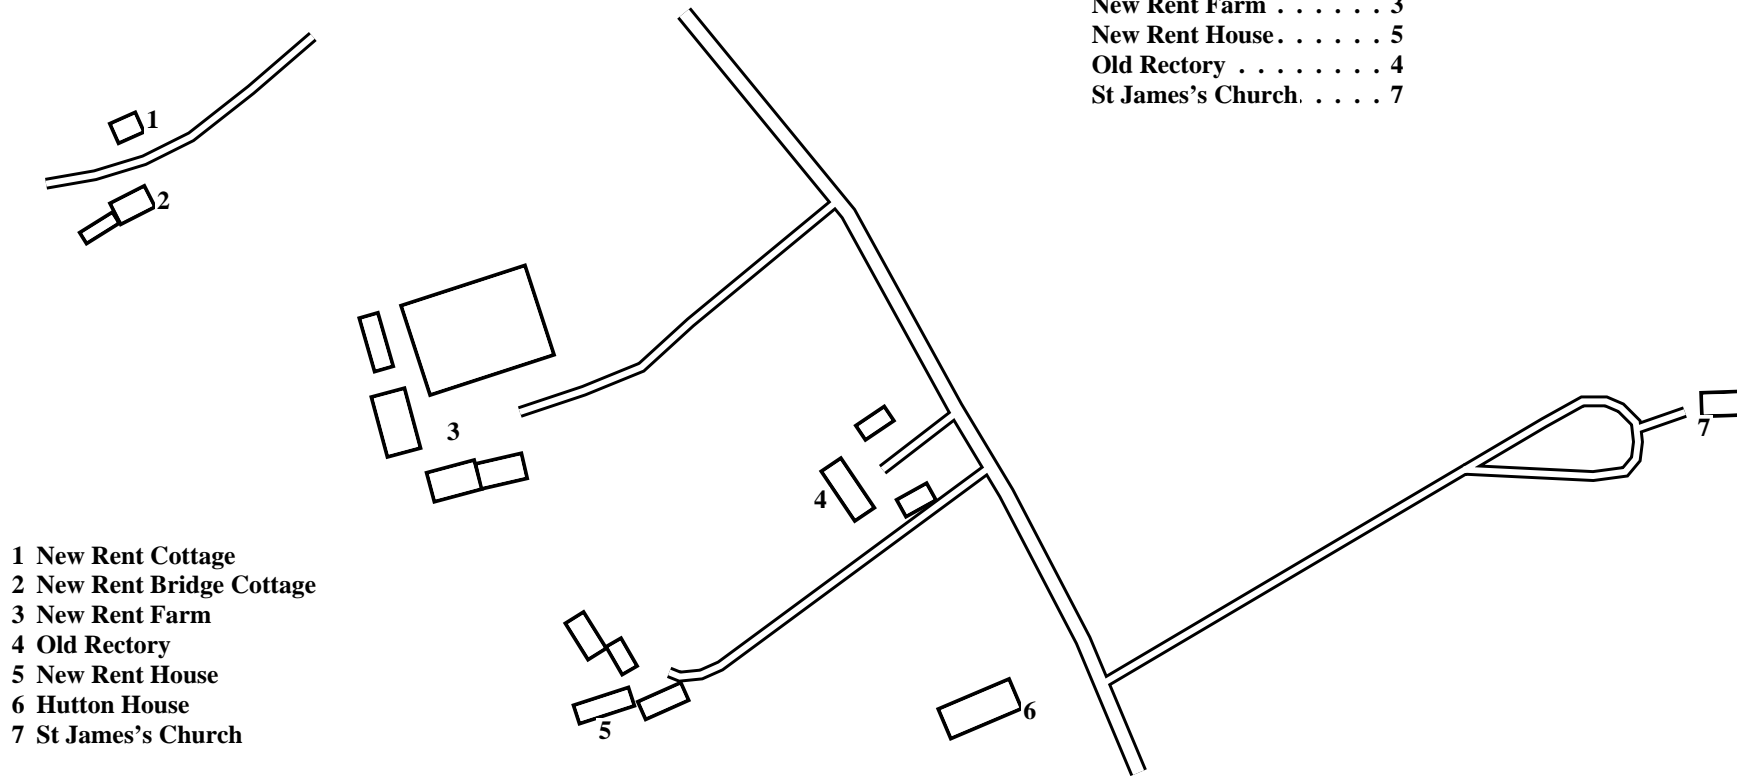 New Rent Farm . . . . . . 3
New Rent House . . . . . . 5
Old Rectory . . . . . . . . 4
St James’s Church . . . . . 7
1
2
3
4
5
6
7
1 New Rent Cottage
2 New Rent Bridge Cottage
3 New Rent Farm
4 Old Rectory
5 New Rent House
6 Hutton House
7 St James’s Church